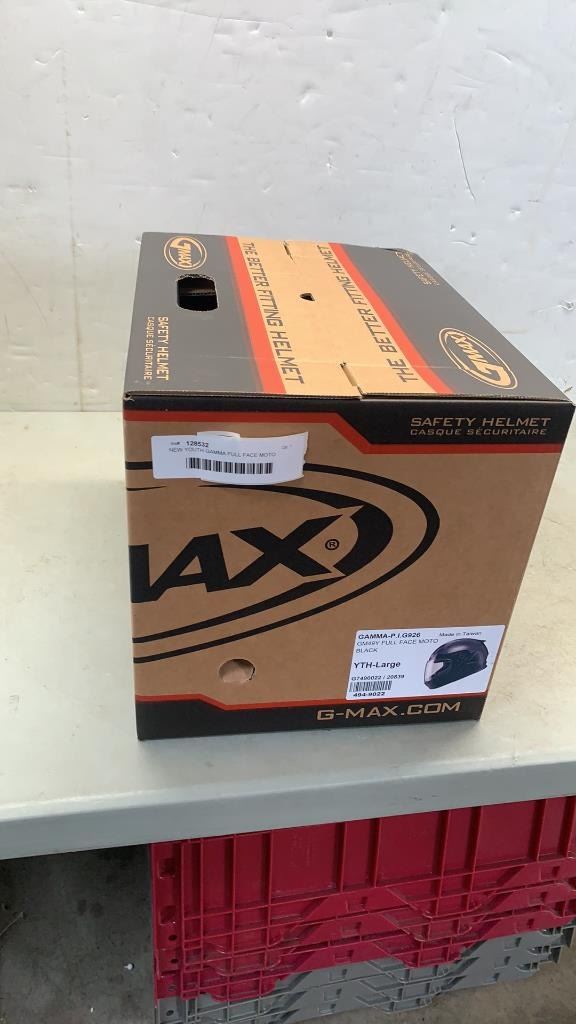 GMAX
THE BETTER FITTING HELMET
THE BETTER FITTING HELMET
SAFETY HELMET
CASQUE SÉCURITAIRE
SAFETY HELMET
GMAX
SAFETY HELMET
CASQUE SÉCURITAIRE
128532
NEW YOUTH GAMMA FULL FACE MOTO
MAX®
GAMMA-P.I.G926 Made in Taiwan
GM49Y FULL FACE MOTO
BLACK
YTH-Large
G7490022 / 20839
494-9022
G-MAX.COM